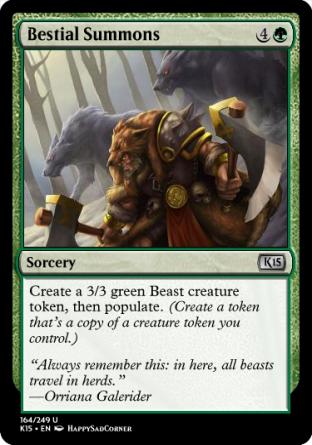 Bestial Summons 4
Sorcery K15
Create a 3/3 green Beast creature
token, then populate. (Create a token
that's a copy of a creature token you
control.)
“Always remember this: in here, all beasts
travel in herds.”
—Orriana Galerider
164/249 U
K15 • EN HappySadCorner